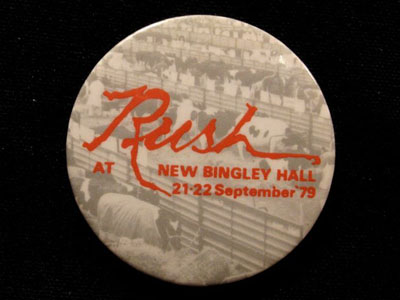 Rush
AT NEW BINGLEY HALL
21·22 September '79